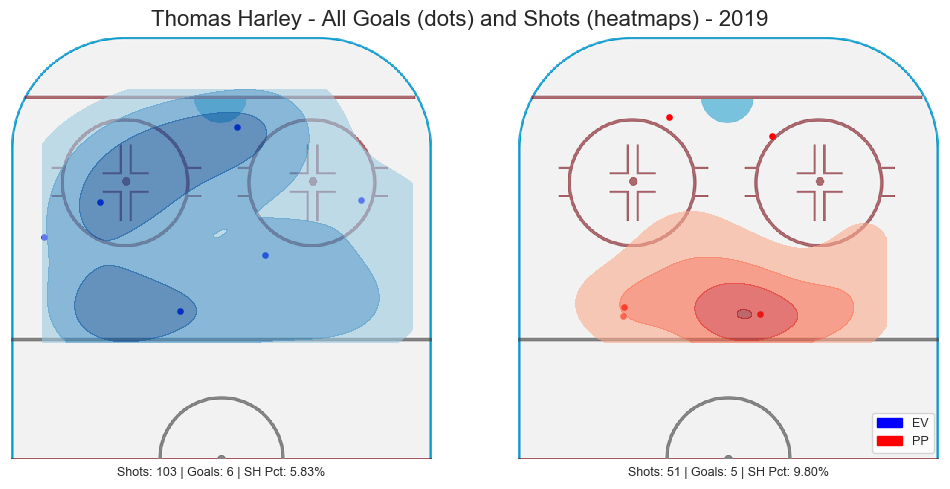 Thomas Harley - All Goals (dots) and Shots (heatmaps) - 2019
EV
PP
Shots: 103 | Goals: 6 | SH Pct: 5.83%
Shots: 51 | Goals: 5 | SH Pct: 9.80%